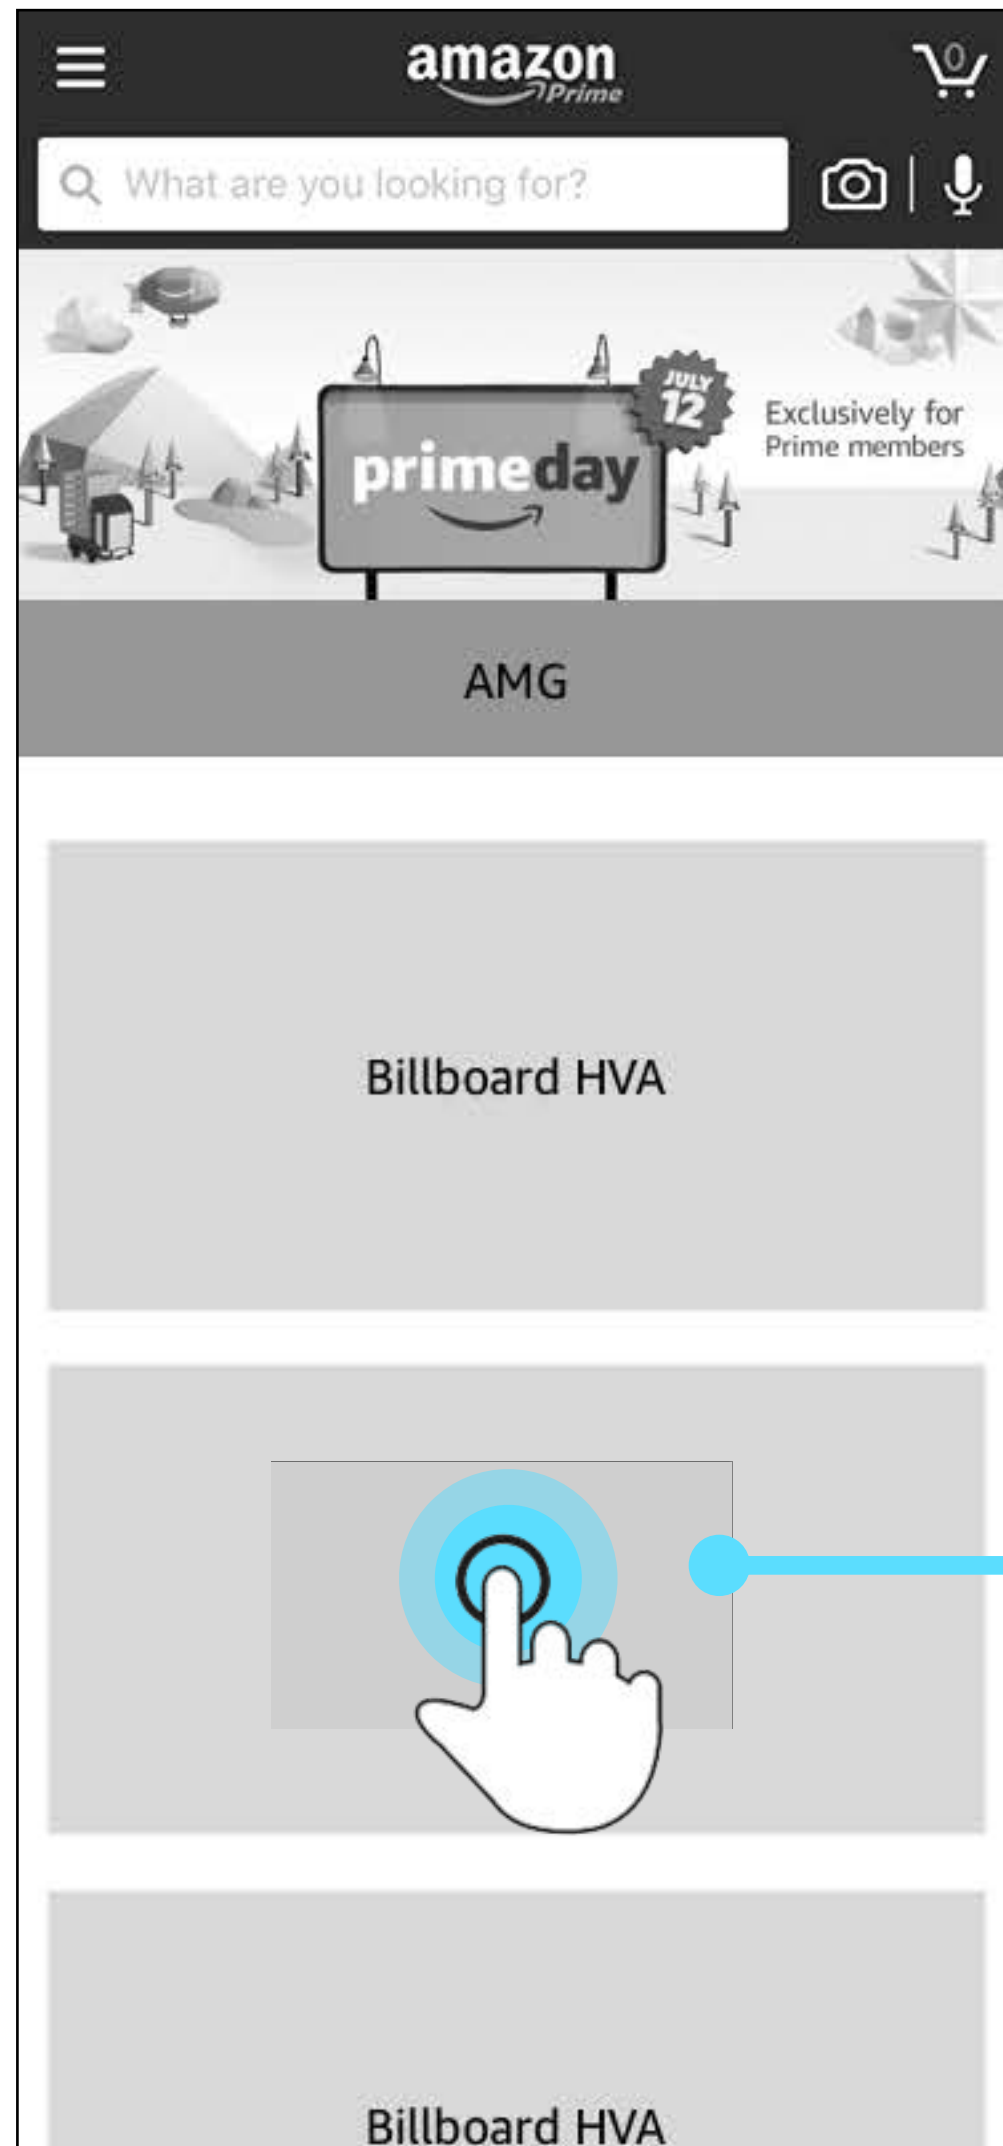 amazon
Prime
0
What are you looking for?
JULY
12
primeday
Exclusively for
Prime members
AMG
Billboard HVA
Billboard HVA